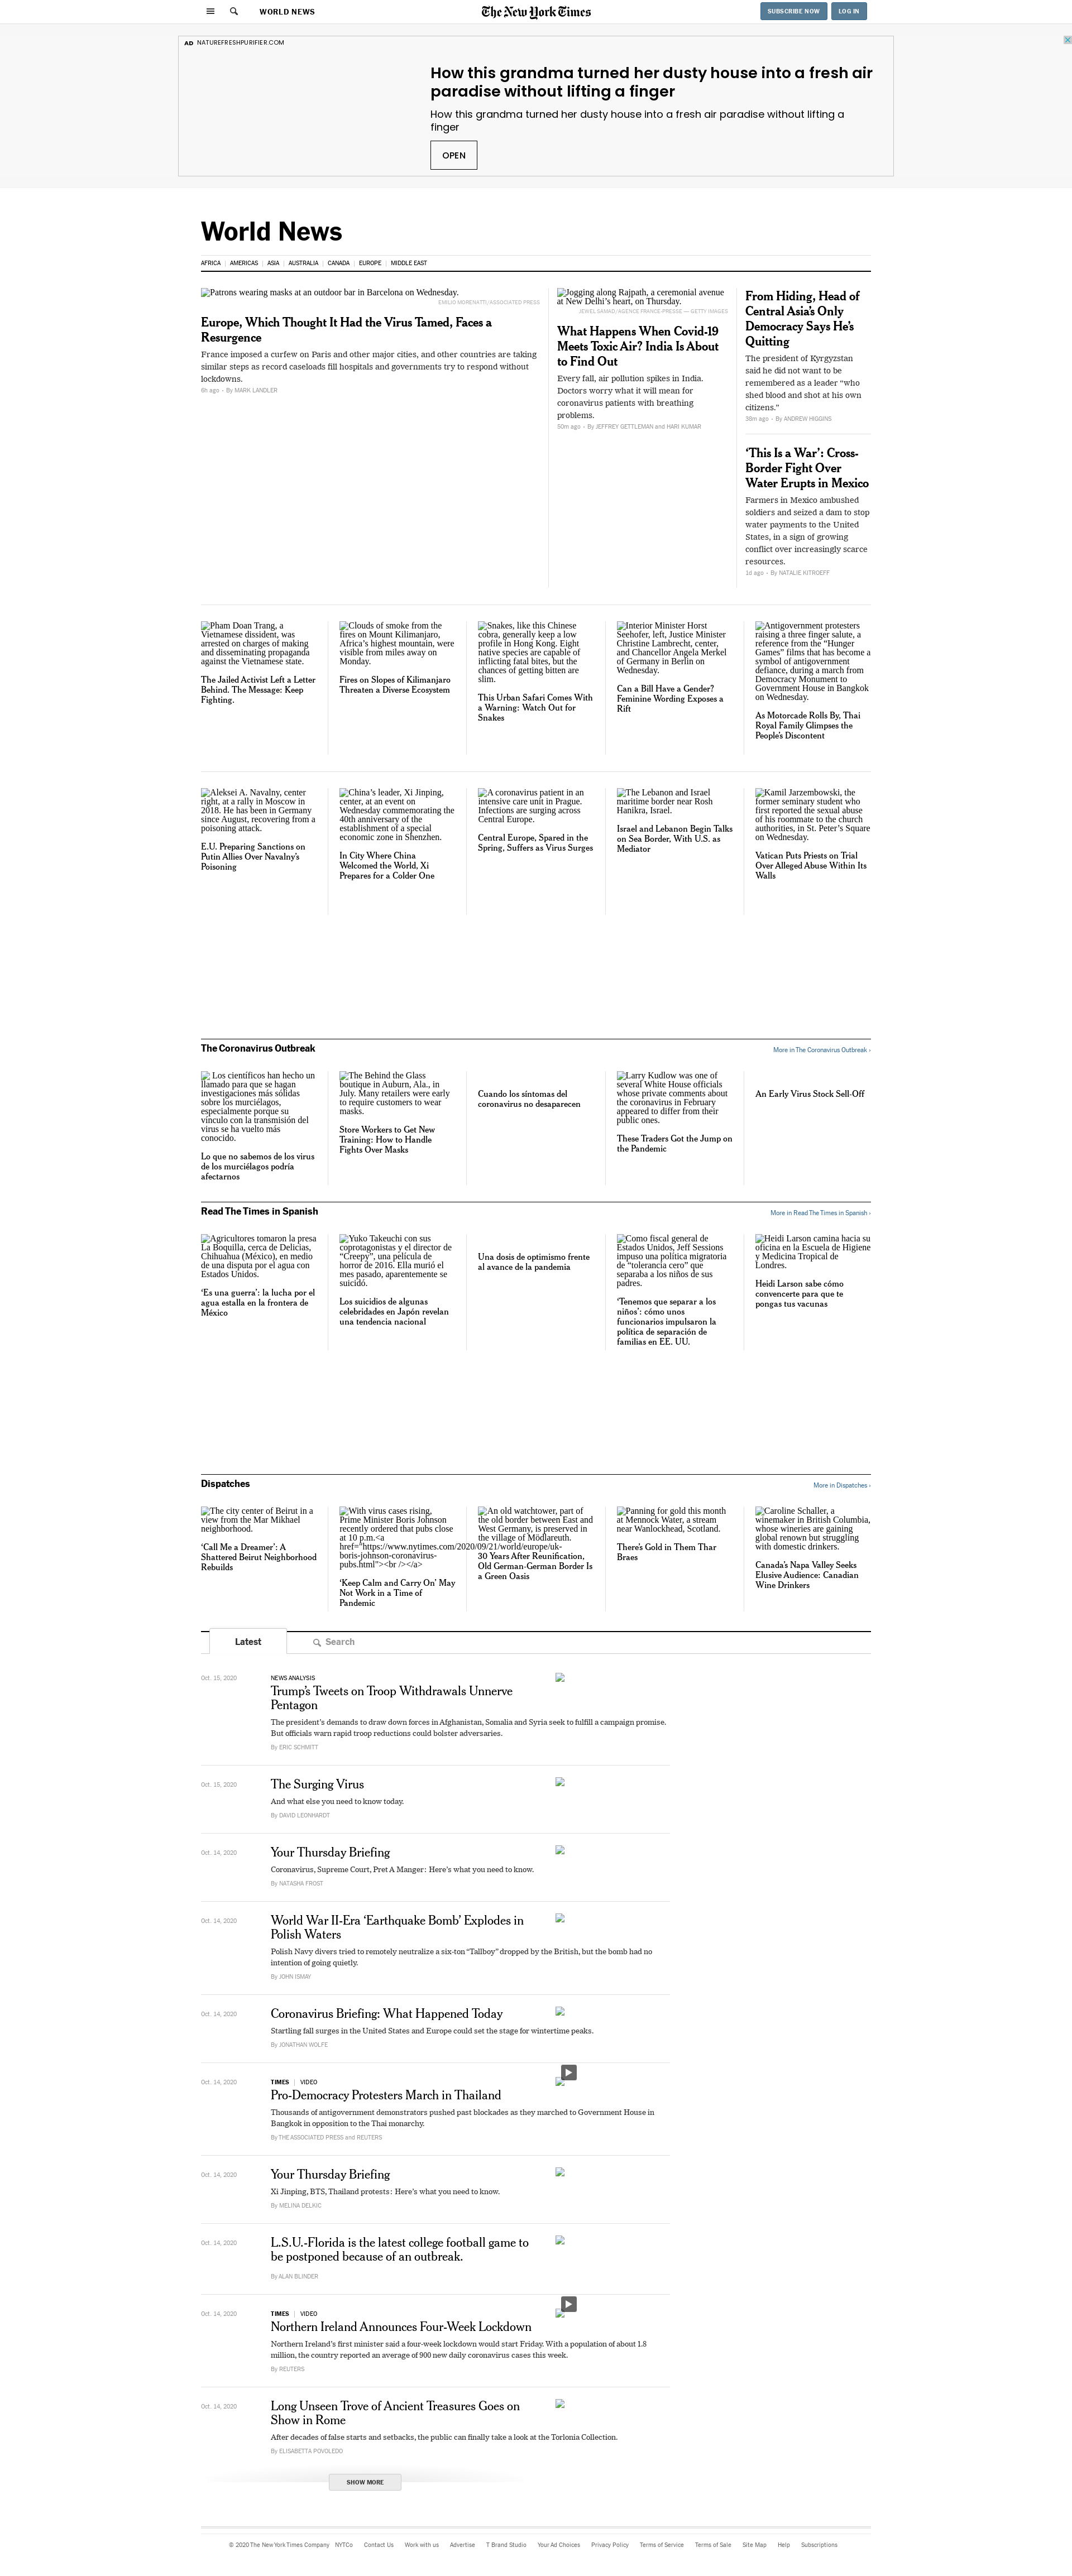 WORLD NEWS
The New York Times
SUBSCRIBE NOW
LOG IN
AD NATUREFRESHPURIFIER.COM
How this grandma turned her dusty house into a fresh air
paradise without lifting a finger
How this grandma turned her dusty house into a fresh air paradise without lifting a
finger
OPEN
World News
AFRICA | AMERICAS | ASIA | AUSTRALIA | CANADA | EUROPE | MIDDLE EAST
Patrons wearing masks at an outdoor bar in Barcelona on Wednesday.
EMILIO MORENATTI/ASSOCIATED PRESS
Europe, Which Thought It Had the Virus Tamed, Faces a
Resurgence
France imposed a curfew on Paris and other major cities, and other countries are taking
similar steps as record caseloads fill hospitals and governments try to respond without
lockdowns.
6h ago • By MARK LANDLER
Jogging along Rajpath, a ceremonial avenue
at New Delhi’s heart, on Thursday.
JEWEL SAMAD/AGENCE FRANCE-PRESSE — GETTY IMAGES
What Happens When Covid-19
Meets Toxic Air? India Is About
to Find Out
Every fall, air pollution spikes in India.
Doctors worry what it will mean for
coronavirus patients with breathing
problems.
50m ago • By JEFFREY GETTLEMAN and HARI KUMAR
From Hiding, Head of
Central Asia’s Only
Democracy Says He’s
Quitting
The president of Kyrgyzstan
said he did not want to be
remembered as a leader “who
shed blood and shot at his own
citizens.”
38m ago • By ANDREW HIGGINS
‘This Is a War’: Cross-
Border Fight Over
Water Erupts in Mexico
Farmers in Mexico ambushed
soldiers and seized a dam to stop
water payments to the United
States, in a sign of growing
conflict over increasingly scarce
resources.
1d ago • By NATALIE KITROEFF
Pham Doan Trang, a
Vietnamese dissident, was
arrested on charges of making
and disseminating propaganda
against the Vietnamese state.
The Jailed Activist Left a Letter
Behind. The Message: Keep
Fighting.
Clouds of smoke from the
fires on Mount Kilimanjaro,
Africa’s highest mountain, were
visible from miles away on
Monday.
Fires on Slopes of Kilimanjaro
Threaten a Diverse Ecosystem
Snakes, like this Chinese
cobra, generally keep a low
profile in Hong Kong. Eight
native species are capable of
inflicting fatal bites, but the
chances of getting bitten are
slim.
This Urban Safari Comes With
a Warning: Watch Out for
Snakes
Interior Minister Horst
Seehofer, left, Justice Minister
Christine Lambrecht, center,
and Chancellor Angela Merkel
of Germany in Berlin on
Wednesday.
Can a Bill Have a Gender?
Feminine Wording Exposes a
Rift
Antigovernment protesters
raising a three finger salute, a
reference from the “Hunger
Games” films that has become a
symbol of antigovernment
defiance, during a march from
Democracy Monument to
Government House in Bangkok
on Wednesday.
As Motorcade Rolls By, Thai
Royal Family Glimpses the
People’s Discontent
Aleksei A. Navalny, center
right, at a rally in Moscow in
2018. He has been in Germany
since August, recovering from a
poisoning attack.
E.U. Preparing Sanctions on
Putin Allies Over Navalny’s
Poisoning
China’s leader, Xi Jinping,
center, at an event on
Wednesday commemorating the
40th anniversary of the
establishment of a special
economic zone in Shenzhen.
In City Where China
Welcomed the World, Xi
Prepares for a Colder One
A coronavirus patient in an
intensive care unit in Prague.
Infections are surging across
Central Europe.
Central Europe, Spared in the
Spring, Suffers as Virus Surges
The Lebanon and Israel
maritime border near Rosh
Hanikra, Israel.
Israel and Lebanon Begin Talks
on Sea Border, With U.S. as
Mediator
Kamil Jarzembowski, the
former seminary student who
first reported the sexual abuse
of his roommate to the church
authorities, in St. Peter’s Square
on Wednesday.
Vatican Puts Priests on Trial
Over Alleged Abuse Within Its
Walls
The Coronavirus Outbreak
More in The Coronavirus Outbreak ›
Los científicos han hecho un
llamado para que se hagan
investigaciones más sólidas
sobre los murciélagos,
especialmente porque su
vínculo con la transmisión del
virus se ha vuelto más
conocido.
Lo que no sabemos de los virus
de los murciélagos podría
afectarnos
The Behind the Glass
boutique in Auburn, Ala., in
July. Many retailers were early
to require customers to wear
masks.
Store Workers to Get New
Training: How to Handle
Fights Over Masks
Cuando los síntomas del
coronavirus no desaparecen
Larry Kudlow was one of
several White House officials
whose private comments about
the coronavirus in February
appeared to differ from their
public ones.
These Traders Got the Jump on
the Pandemic
An Early Virus Stock Sell-Off
Read The Times in Spanish
More in Read The Times in Spanish ›
Agricultores tomaron la presa
La Boquilla, cerca de Delicias,
Chihuahua (México), en medio
de una disputa por el agua con
Estados Unidos.
‘Es una guerra’: la lucha por el
agua estalla en la frontera de
México
Yuko Takeuchi con sus
coprotagonistas y el director de
“Creepy”, una película de
horror de 2016. Ella murió el
mes pasado, aparentemente se
suicidó.
Los suicidios de algunas
celebridades en Japón revelan
una tendencia nacional
Una dosis de optimismo frente
al avance de la pandemia
Como fiscal general de
Estados Unidos, Jeff Sessions
impuso una política migratoria
de “tolerancia cero” que
separaba a los niños de sus
padres.
‘Tenemos que separar a los
niños’: cómo unos
funcionarios impulsaron la
política de separación de
familias en EE. UU.
Heidi Larson camina hacia su
oficina en la Escuela de Higiene
y Medicina Tropical de
Londres.
Heidi Larson sabe cómo
convencerte para que te
pongas tus vacunas
Dispatches
More in Dispatches ›
The city center of Beirut in a
view from the Mar Mikhael
neighborhood.
‘Call Me a Dreamer’: A
Shattered Beirut Neighborhood
Rebuilds
With virus cases rising,
Prime Minister Boris Johnson
recently ordered that pubs close
at 10 p.m.<a
href="https://www.nytimes.com/2020/09/21/world/europe/uk-
boris-johnson-coronavirus-
pubs.html"><br /></a>
‘Keep Calm and Carry On’ May
Not Work in a Time of
Pandemic
An old watchtower, part of
the old border between East and
West Germany, is preserved in
the village of Mödlareuth.
30 Years After Reunification,
Old German-German Border Is
a Green Oasis
Panning for gold this month
at Mennock Water, a stream
near Wanlockhead, Scotland.
There’s Gold in Them Thar
Braes
Caroline Schaller, a
winemaker in British Columbia,
whose wineries are gaining
global renown but struggling
with domestic drinkers.
Canada’s Napa Valley Seeks
Elusive Audience: Canadian
Wine Drinkers
Latest
Search
Oct. 15, 2020
NEWS ANALYSIS
Trump’s Tweets on Troop Withdrawals Unnerve
Pentagon
The president’s demands to draw down forces in Afghanistan, Somalia and Syria seek to fulfill a campaign promise.
But officials warn rapid troop reductions could bolster adversaries.
By ERIC SCHMITT
Oct. 15, 2020
The Surging Virus
And what else you need to know today.
By DAVID LEONHARDT
Oct. 14, 2020
Your Thursday Briefing
Coronavirus, Supreme Court, Pret A Manger: Here’s what you need to know.
By NATASHA FROST
Oct. 14, 2020
World War II-Era ‘Earthquake Bomb’ Explodes in
Polish Waters
Polish Navy divers tried to remotely neutralize a six-ton “Tallboy” dropped by the British, but the bomb had no
intention of going quietly.
By JOHN ISMAY
Oct. 14, 2020
Coronavirus Briefing: What Happened Today
Startling fall surges in the United States and Europe could set the stage for wintertime peaks.
By JONATHAN WOLFE
Oct. 14, 2020
TIMES | VIDEO
Pro-Democracy Protesters March in Thailand
Thousands of antigovernment demonstrators pushed past blockades as they marched to Government House in
Bangkok in opposition to the Thai monarchy.
By THE ASSOCIATED PRESS and REUTERS
Oct. 14, 2020
Your Thursday Briefing
Xi Jinping, BTS, Thailand protests: Here’s what you need to know.
By MELINA DELKIC
Oct. 14, 2020
L.S.U.-Florida is the latest college football game to
be postponed because of an outbreak.
By ALAN BLINDER
Oct. 14, 2020
TIMES | VIDEO
Northern Ireland Announces Four-Week Lockdown
Northern Ireland’s first minister said a four-week lockdown would start Friday. With a population of about 1.8
million, the country reported an average of 900 new daily coronavirus cases this week.
By REUTERS
Oct. 14, 2020
Long Unseen Trove of Ancient Treasures Goes on
Show in Rome
After decades of false starts and setbacks, the public can finally take a look at the Torlonia Collection.
By ELISABETTA POVOLEDO
SHOW MORE
© 2020 The New York Times Company NYTCo Contact Us Work with us Advertise T Brand Studio Your Ad Choices Privacy Policy Terms of Service Terms of Sale Site Map Help Subscriptions